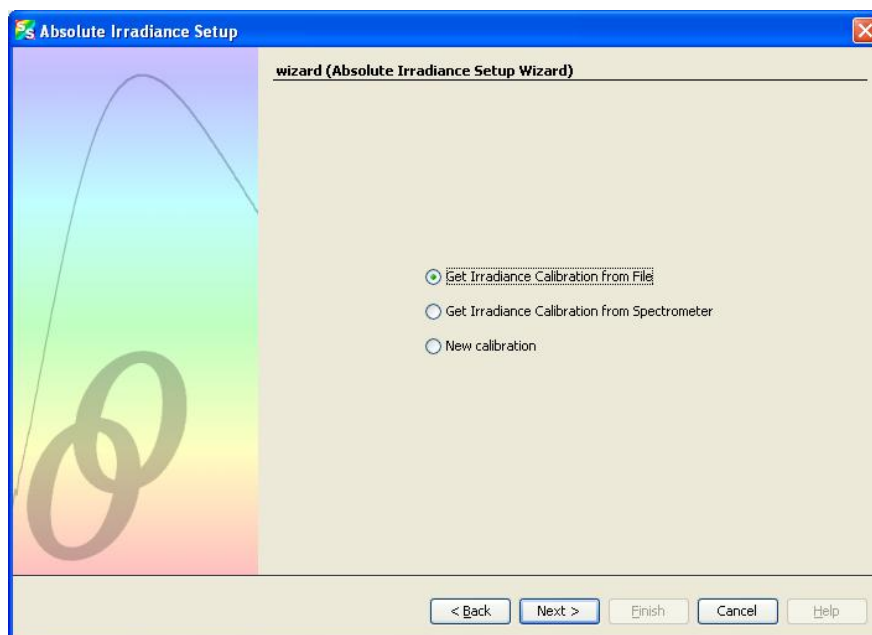 Absolute Irradiance Setup
wizard (Absolute Irradiance Setup Wizard)
Get Irradiance Calibration from File
Get Irradiance Calibration from Spectrometer
New calibration
< Back Next > Finish Cancel Help